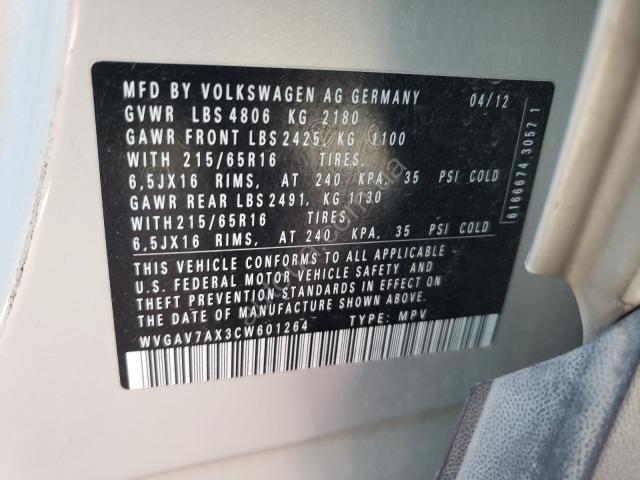 MFD BY VOLKSWAGEN AG GERMANY 04/12
GVWR LBS 4806 KG 2180
GAWR FRONT LBS 2425, KG 1100
WITH 215/65R16 TIRES,
6,5JX16 RIMS, AT 240 KPA, 35 PSI COLD
GAWR REAR LBS 2491, KG 1130
WITH215/65R16 TIRES,
6,5JX16 RIMS, AT 240 KPA, 35 PSI COLD
THIS VEHICLE CONFORMS TO ALL APPLICABLE
U.S. FEDERAL MOTOR VEHICLE SAFETY AND
THEFT PREVENTION STANDARDS IN EFFECT ON
THE DATE OF MANUFACTURE SHOWN ABOVE.
WVGAV7AX3CW601264 TYPE: MPV
6166674 3057 1